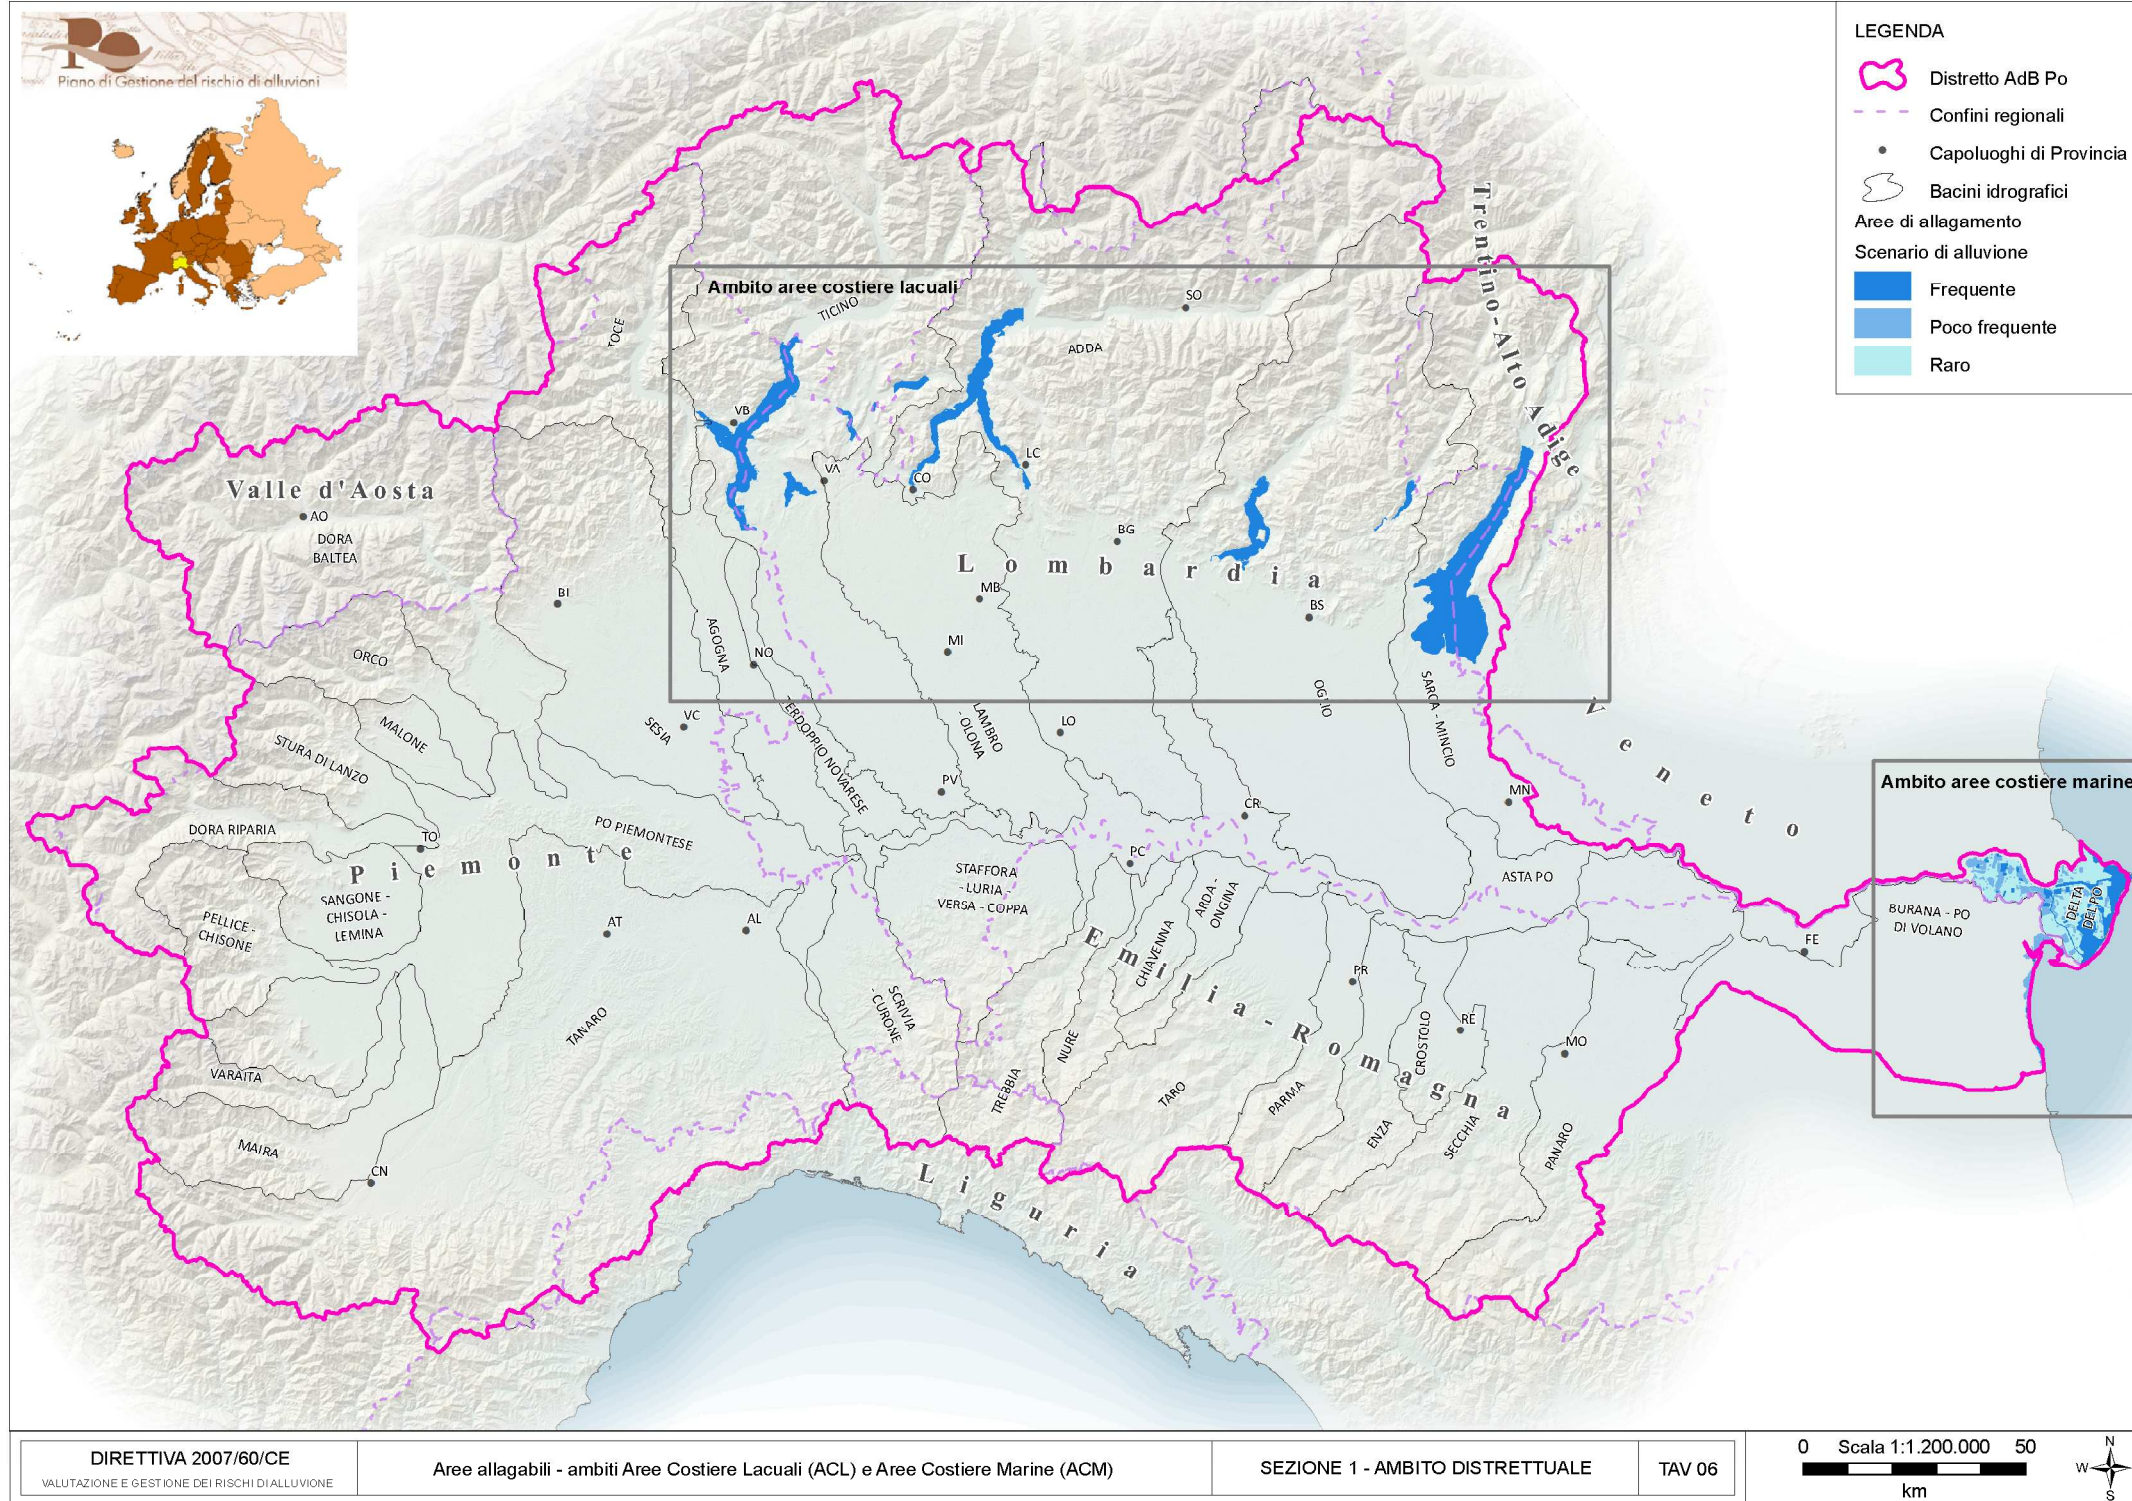 PO
Piano di Gestione del rischio di alluvioni
LEGENDA
Distretto AdB Po
Confini regionali
Capoluoghi di Provincia
Bacini idrografici
Aree di allagamento
Scenario di alluvione
Frequente
Poco frequente
Raro
Ambito aree costiere lacuali
TICINO
TOCE
SO
ADDA
Trentino-Alto Adige
VB
VA
CO
LC
Valle d'Aosta
AO
DORA
BALTEA
BG
Lombardia
BI
MB
BS
MI
NO
AGOGNA
ORCO
OGLIO
SARCA - MINCIO
Veneto
VC
SESIA
MALONE
STURA DI LANZO
TERDOPPIO NOVARESE
LAMBRO
- OLONA
LO
PV
MN
CR
Ambito aree costiere marine
DORA RIPARIA
TO
PO PIEMONTESE
Piemonte
PC
STAFFORA
- LURIA -
VERSA - COPPA
ARDA -
ONGINA
ASTA PO
SANGONE -
CHISOLA -
LEMINA
PELLICE -
CHISONE
AT
AL
CHIAVENNA
Emilia-Romagna
BURANA - PO
DI VOLANO
DELTA
DEL PO
FE
PR
SCRIVIA
- CURONE
TANARO
NURE
CROSTOLO
RE
MO
VARAITA
TREBBIA
TARO
PARMA
ENZA
SECCHIA
PANARO
MAIRA
CN
Liguria
DIRETTIVA 2007/60/CE
VALUTAZIONE E GESTIONE DEI RISCHI DI ALLUVIONE
Aree allagabili - ambiti Aree Costiere Lacuali (ACL) e Aree Costiere Marine (ACM)
SEZIONE 1 - AMBITO DISTRETTUALE
TAV 06
0 Scala 1:1.200.000 50
km
N
W
S